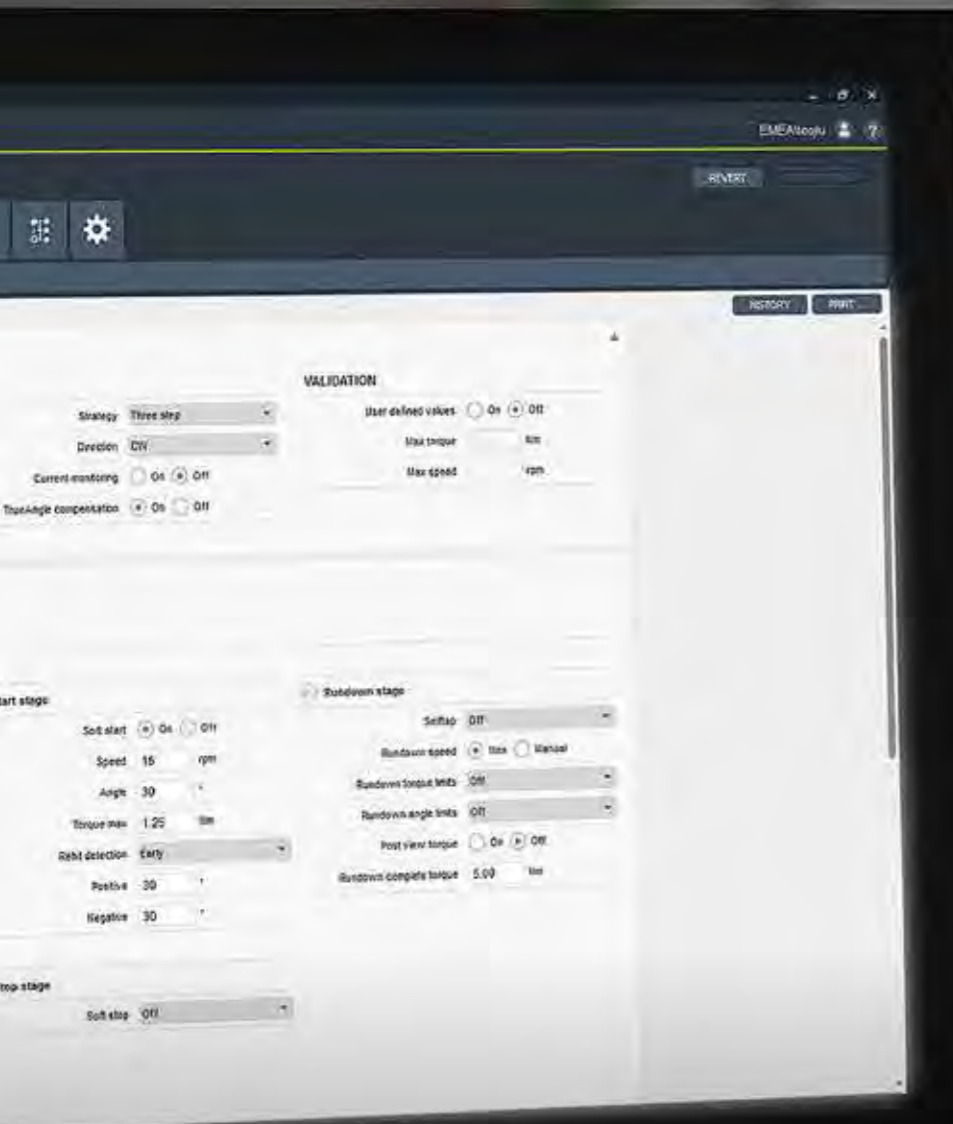 REVERT
HISTORY PRINT
VALIDATION
Strategy Three step
Direction CW
Current monitoring On Off
TrueAngle compensation On Off
User defined values On Off
Max torque Nm
Max speed rpm
tart stage
Soft start On Off
Speed 15 rpm
Angle 30 °
Torque max 1.25 Nm
Rehit detection Early
Positive 30 °
Negative 30 °
Rundown stage
Selftap Off
Rundown speed Max Manual
Rundown torque limits Off
Rundown angle limits Off
Post view torque On Off
Rundown complete torque 5.00 Nm
top stage
Soft stop Off